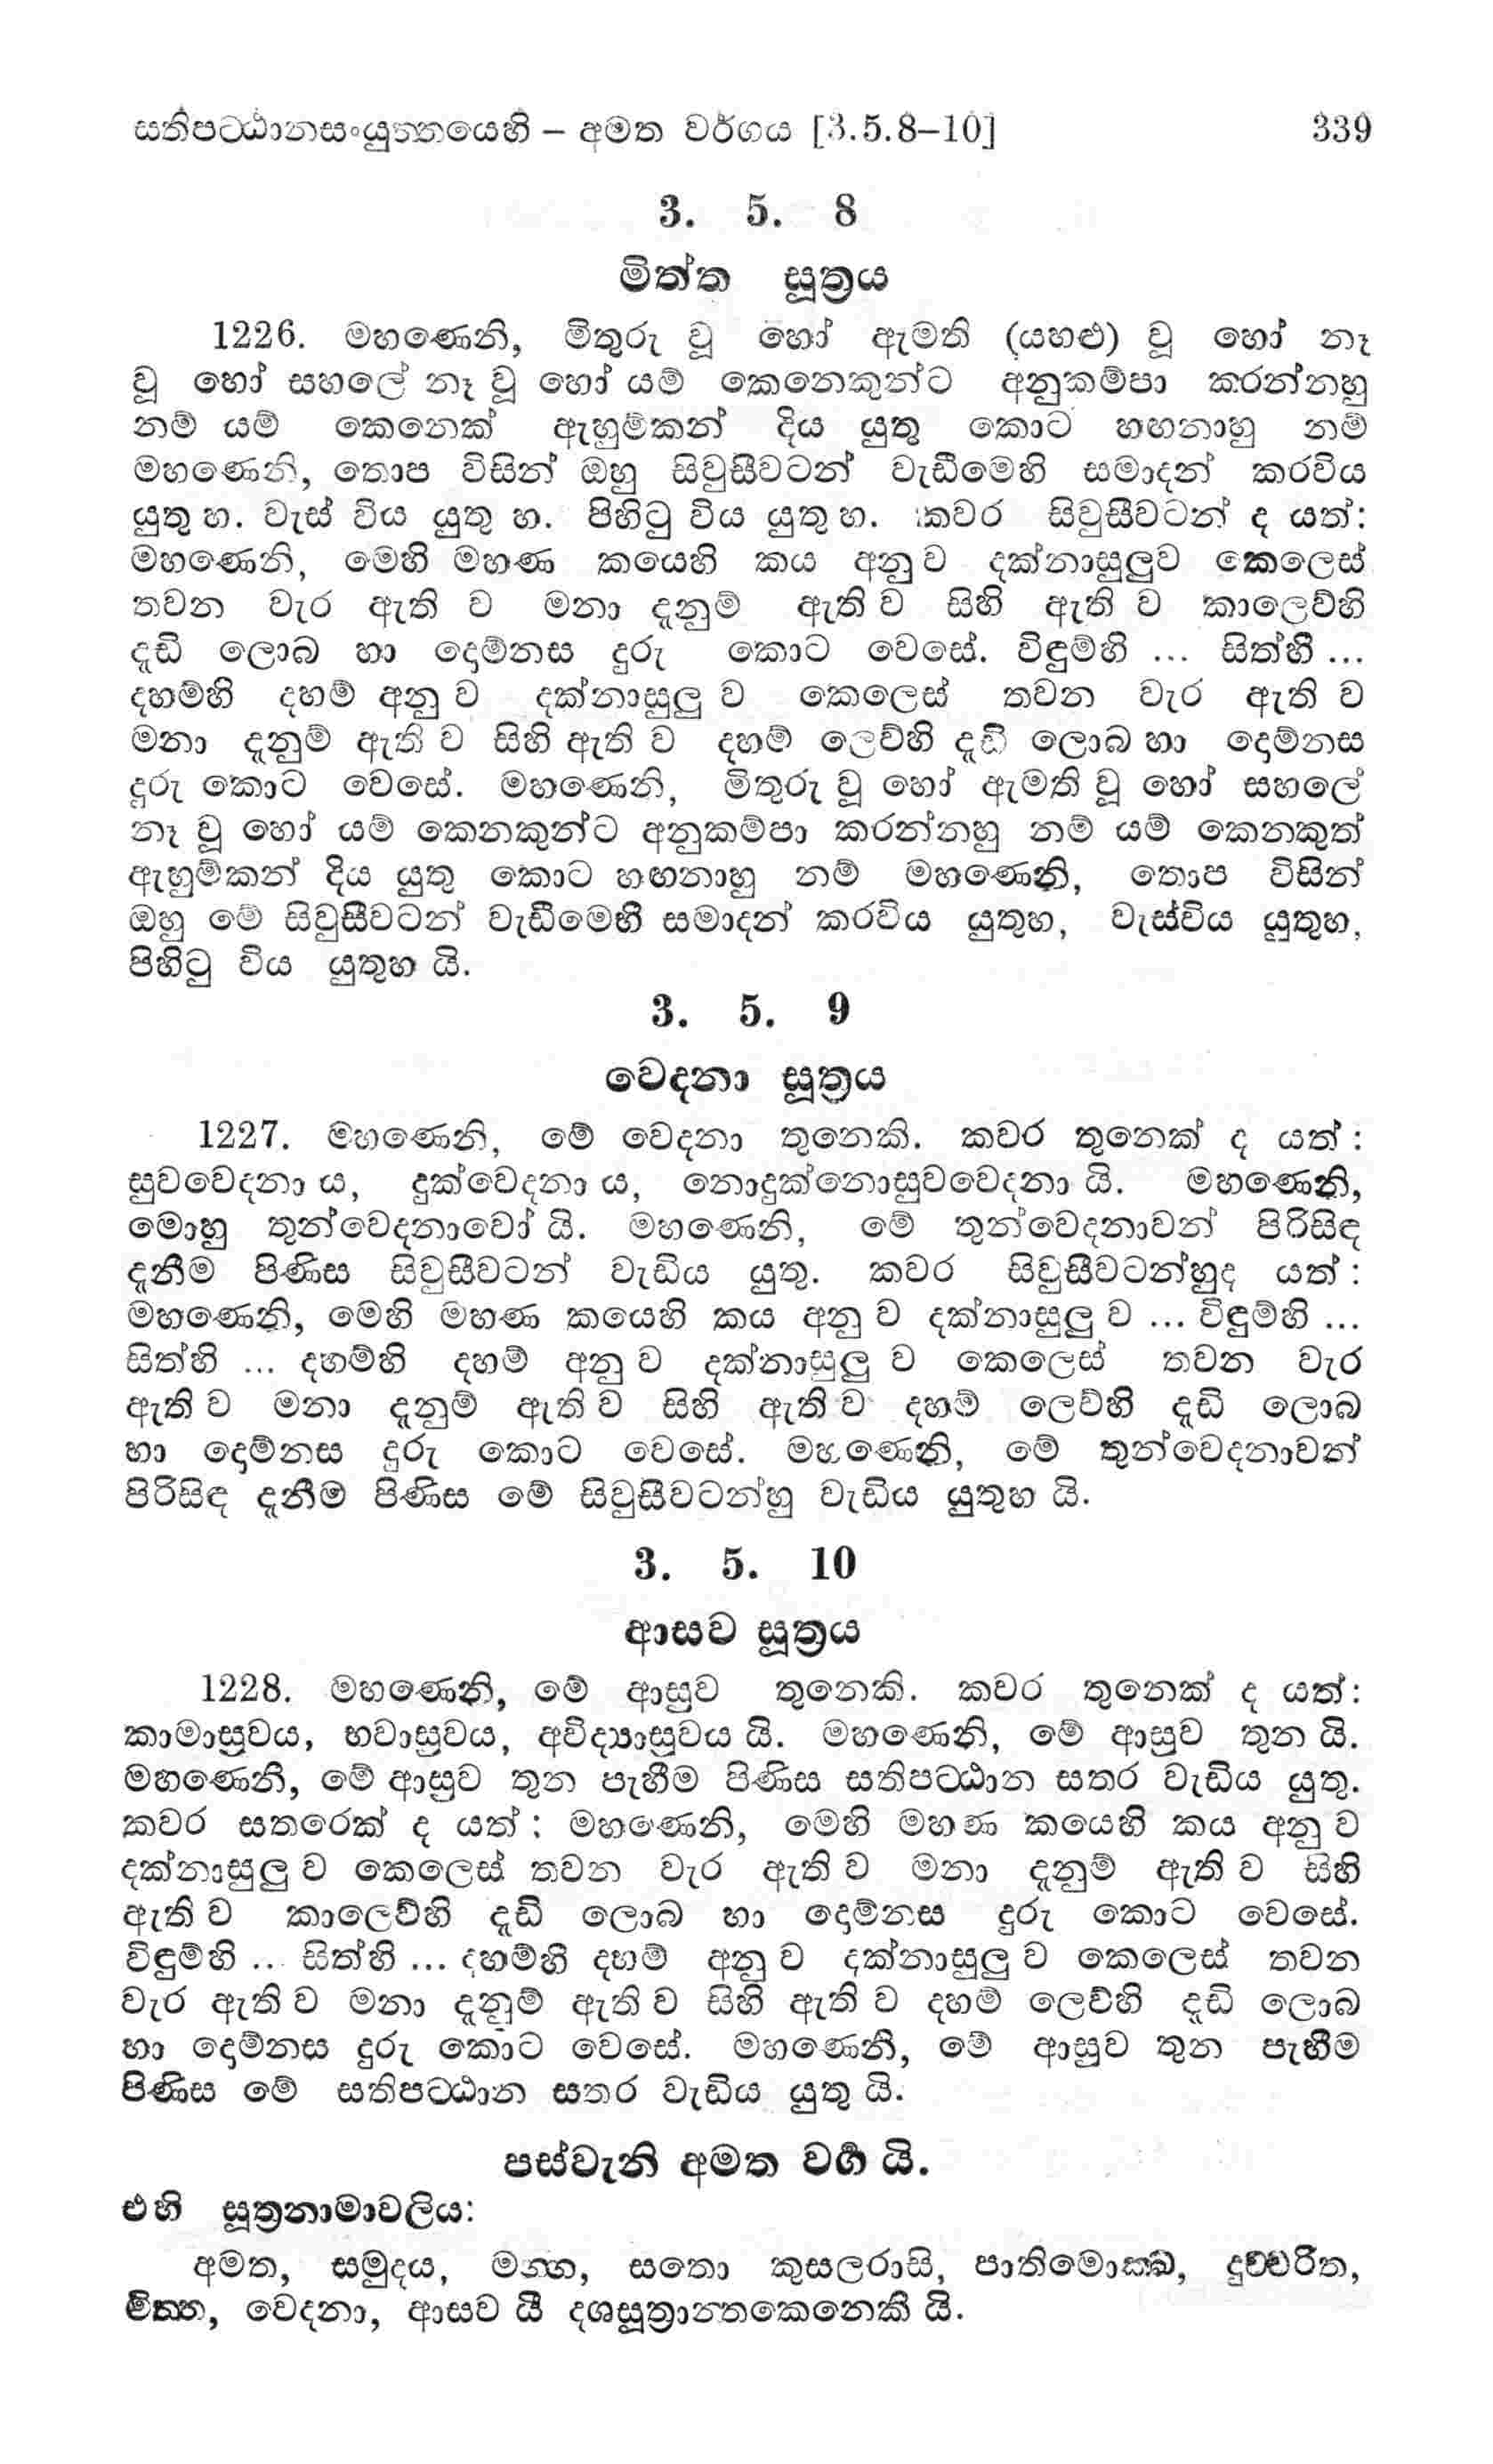 සතිපට්ඨානසංයුත්තයෙහි – අමත වර්ගය [3.5.8–10] 339
3. 5. 8
මිත්ත සූත්‍රය
1226. මහණෙනි, මිතුරු වූ හෝ ඇමති (යහළු) වූ හෝ නෑ
වූ හෝ සහලේ නෑ වූ හෝ යම් කෙනෙකුන්ට අනුකම්පා කරන්නහු
නම් යම් කෙනෙක් ඇහුම්කන් දිය යුතු කොට හඟනාහු නම්
මහණෙනි, තොප විසින් ඔහු සිවුසීවටන් වැඩීමෙහි සමාදන් කරවිය
යුතු හ. වැස් විය යුතු හ. පිහිටු විය යුතු හ. කවර සිවුසීවටන් ද යත්:
මහණෙනි, මෙහි මහණ කයෙහි කය අනු ව දක්නාසුලුව කෙලෙස්
තවන වැර ඇති ව මනා දැනුම් ඇති ව සිහි ඇති ව කාලෙව්හි
දැඩි ලොබ හා දොම්නස දුරු කොට වෙසේ. විඳුම්හි ... සිත්හී ...
දහම්හි දහම් අනු ව දක්නාසුලු ව කෙලෙස් තවන වැර ඇති ව
මනා දැනුම් ඇති ව සිහි ඇති ව දහම් ලෙව්හි දැඩි ලොබ හා දොම්නස
දුරු කොට වෙසේ. මහණෙනි, මිතුරු වූ හෝ ඇමති වූ හෝ සහලේ
නෑ වූ හෝ යම් කෙනකුන්ට අනුකම්පා කරන්නහු නම් යම් කෙනකුත්
ඇහුම්කන් දිය යුතු කොට හඟනාහු නම් මහණෙනි, තොප විසින්
ඔහු මේ සිවුසීවටන් වැඩීමෙහී සමාදන් කරවිය යුතුහ, වැස්විය යුතුහ,
පිහිටු විය යුතුහ යි.
3. 5. 9
වෙදනා සූත්‍රය
1227. මහණෙනි, මේ වෙදනා තුනෙකි. කවර තුනෙක් ද යත් :
සුවවෙදනා ය, දුක්වෙදනා ය, නොදුක්නොසුවවෙදනා යි. මහණෙනි,
මොහු තුන්වෙදනාවෝ යි. මහණෙනි, මේ තුන්වෙදනාවන් පිරිසිඳ
දැනීම පිණිස සිවුසීවටන් වැඩිය යුතු. කවර සිවුසීවටන්හුද යත් :
මහණෙනි, මෙහි මහණ කයෙහි කය අනු ව දක්නාසුලු ව ... විඳුම්හි ...
සිත්හි ... දහම්හි දහම් අනු ව දක්නාසුලු ව කෙලෙස් තවන වැර
ඇති ව මනා දැනුම් ඇති ව සිහි ඇති ව දහම් ලෙව්හි දැඩි ලොබ
හා දොම්නස දුරු කොට වෙසේ. මහණෙනි, මේ තුන්වෙදනාවන්
පිරිසිඳ දැනීම පිණිස මේ සිවුසීවටන්හු වැඩිය යුතුහ යි.
3. 5. 10
ආසව සූත්‍රය
1228. මහණෙනි, මේ ආස්‍රව තුනෙකි. කවර තුනෙක් ද යත්:
කාමාස්‍රවය, භවාස්‍රවය, අවිද්‍යාස්‍රවය යි. මහණෙනි, මේ ආස්‍රව තුන යි.
මහණෙනි, මේ ආස්‍රව තුන පැහීම පිණිස සතිපට්ඨාන සතර වැඩිය යුතු.
කවර සතරෙක් ද යත් : මහණෙනි, මෙහි මහණ කයෙහි කය අනු ව
දක්නාසුලු ව කෙලෙස් තවන වැර ඇති ව මනා දැනුම් ඇති ව සිහි
ඇති ව කාලෙව්හි දැඩි ලොබ හා දොම්නස දුරු කොට වෙසේ.
විඳුම්හි ... සිත්හි ... දහම්හි දහම් අනු ව දක්නාසුලු ව කෙලෙස් තවන
වැර ඇති ව මනා දැනුම් ඇති ව සිහි ඇති ව දහම් ලෙව්හි දැඩි ලොබ
හා දොම්නස දුරු කොට වෙසේ. මහණෙනි, මේ ආස්‍රව තුන පැහීම
පිණිස මේ සතිපට්ඨාන සතර වැඩිය යුතු යි.
පස්වැනි අමත වර්‍ග යි.
එහි සූත්‍රනාමාවලිය:
අමත, සමුදය, මග්ග, සතො කුසලරාසි, පාතිමොක්ඛ, දුච්චරිත,
මිත්ත, වෙදනා, ආසව යී දශසූත්‍රාන්තකෙනෙකි යි.